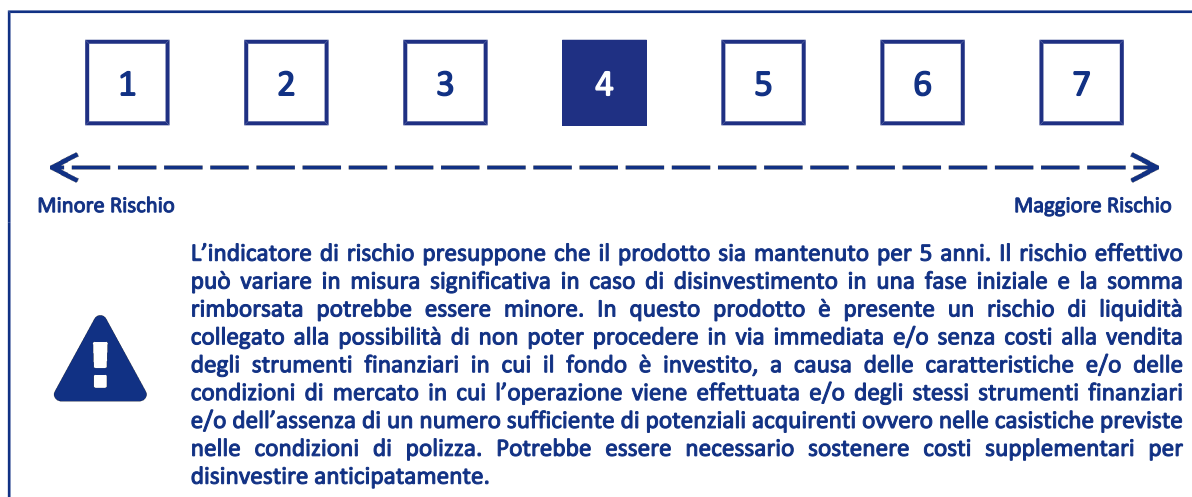 1 2 3 4 5 6 7
Minore Rischio Maggiore Rischio
L’indicatore di rischio presuppone che il prodotto sia mantenuto per 5 anni. Il rischio effettivo
può variare in misura significativa in caso di disinvestimento in una fase iniziale e la somma
rimborsata potrebbe essere minore. In questo prodotto è presente un rischio di liquidità
collegato alla possibilità di non poter procedere in via immediata e/o senza costi alla vendita
degli strumenti finanziari in cui il fondo è investito, a causa delle caratteristiche e/o delle
condizioni di mercato in cui l’operazione viene effettuata e/o degli stessi strumenti finanziari
e/o dell’assenza di un numero sufficiente di potenziali acquirenti ovvero nelle casistiche previste
nelle condizioni di polizza. Potrebbe essere necessario sostenere costi supplementari per
disinvestire anticipatamente.